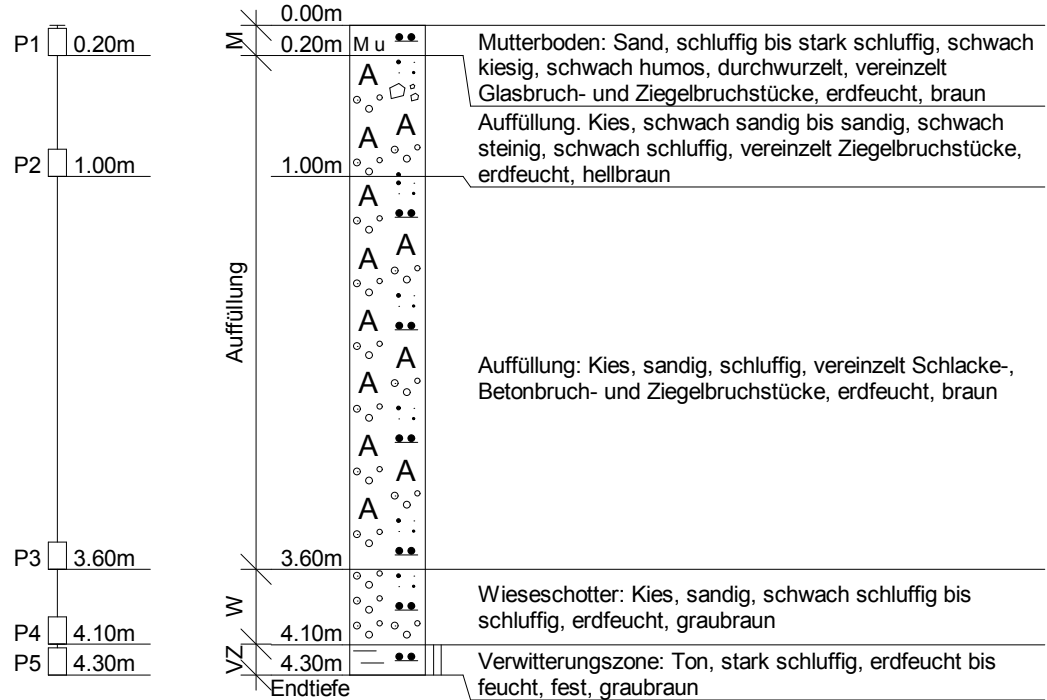 0.00m
P1 0.20m
M
0.20m
M u
Mutterboden: Sand, schluffig bis stark schluffig, schwach
kiesig, schwach humos, durchwurzelt, vereinzelt
Glasbruch- und Ziegelbruchstücke, erdfeucht, braun
A
A
A
Auffüllung. Kies, schwach sandig bis sandig, schwach
steinig, schwach schluffig, vereinzelt Ziegelbruchstücke,
erdfeucht, hellbraun
P2 1.00m
1.00m
A
A
A
A
A
A
A
A
A
Auffüllung
Auffüllung: Kies, sandig, schluffig, vereinzelt Schlacke-,
Betonbruch- und Ziegelbruchstücke, erdfeucht, braun
P3 3.60m
3.60m
W
Wieseschotter: Kies, sandig, schwach schluffig bis
schluffig, erdfeucht, graubraun
P4 4.10m
4.10m
P5 4.30m
VZ
4.30m
Verwitterungszone: Ton, stark schluffig, erdfeucht bis
feucht, fest, graubraun
Endtiefe